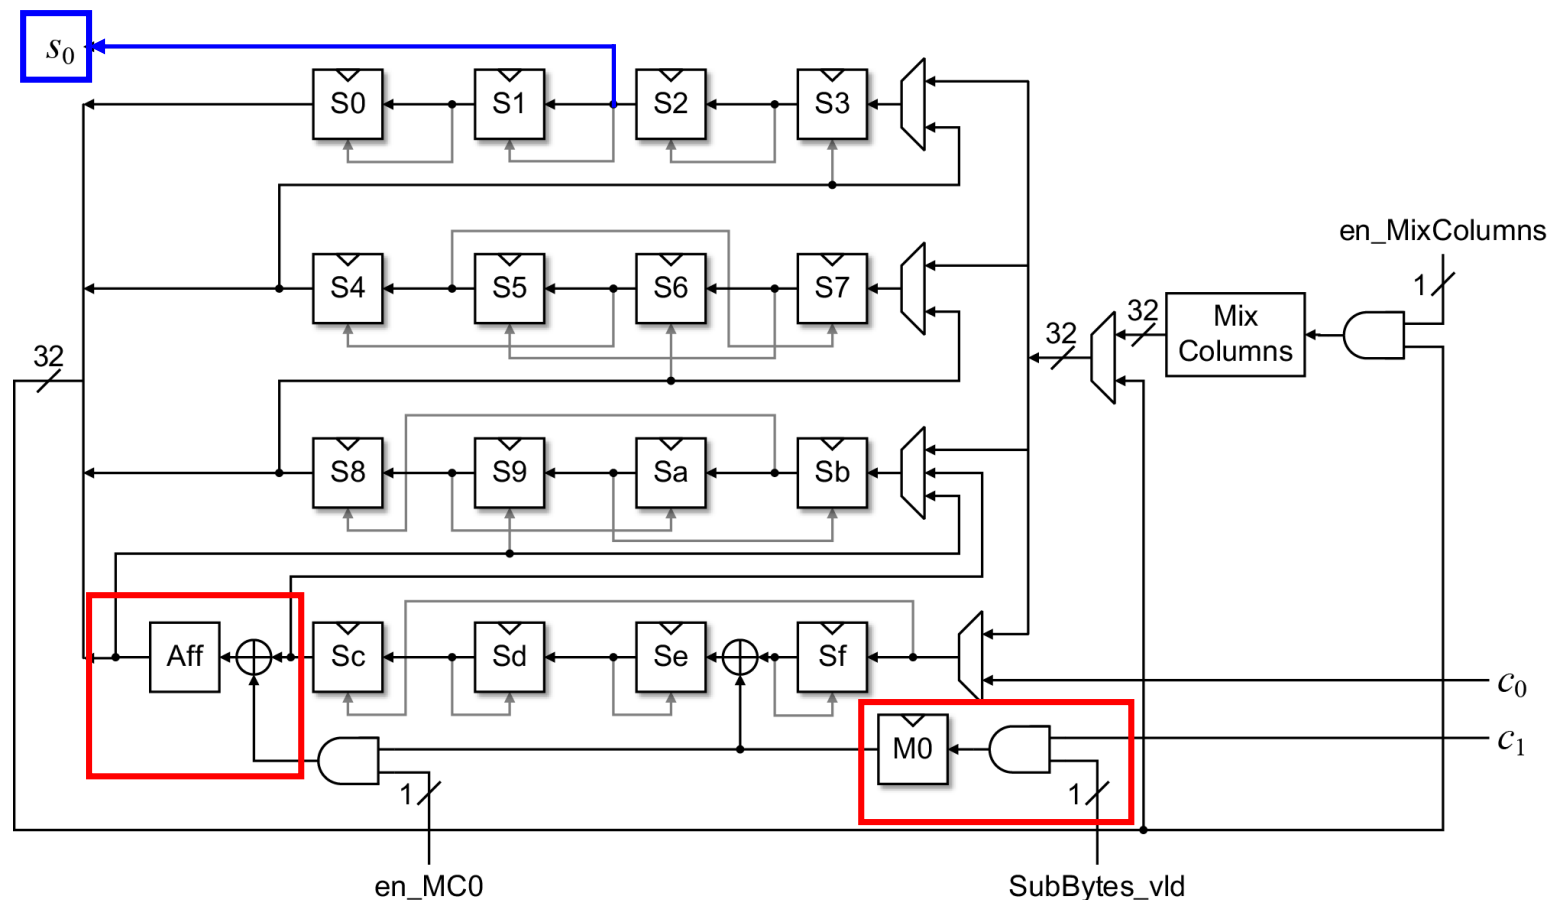 s0
S0
S1
S2
S3
en_MixColumns
1
S4
S5
S6
S7
32
32
Mix
Columns
32
S8
S9
Sa
Sb
Aff
Sc
Sd
Se
Sf
c0
M0
c1
1
1
en_MC0
SubBytes_vld